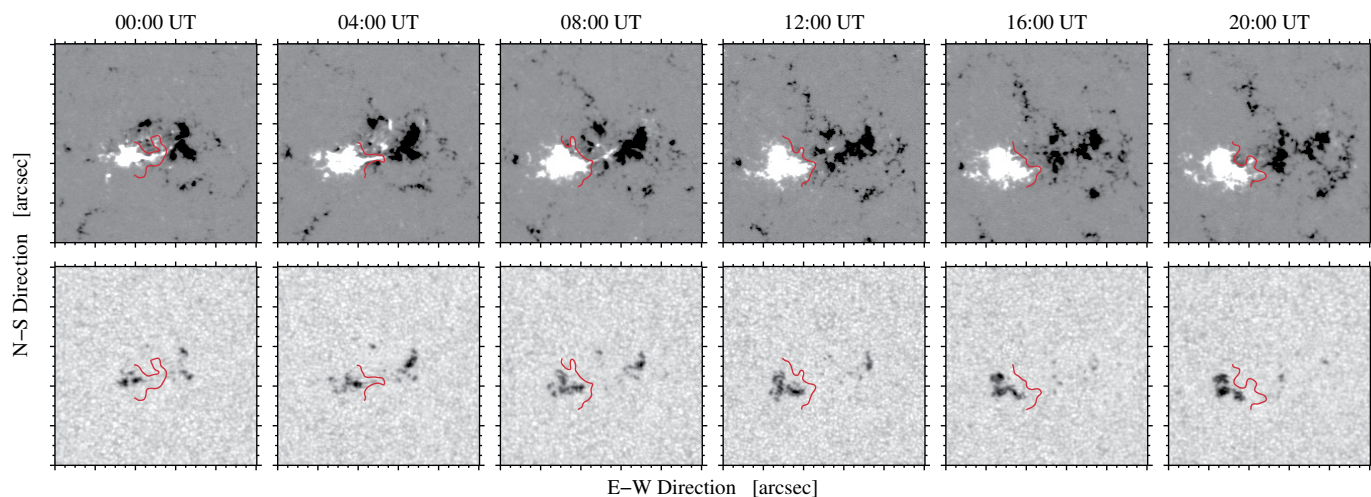 00:00 UT 04:00 UT 08:00 UT 12:00 UT 16:00 UT 20:00 UT
N−S Direction [arcsec]
E−W Direction [arcsec]